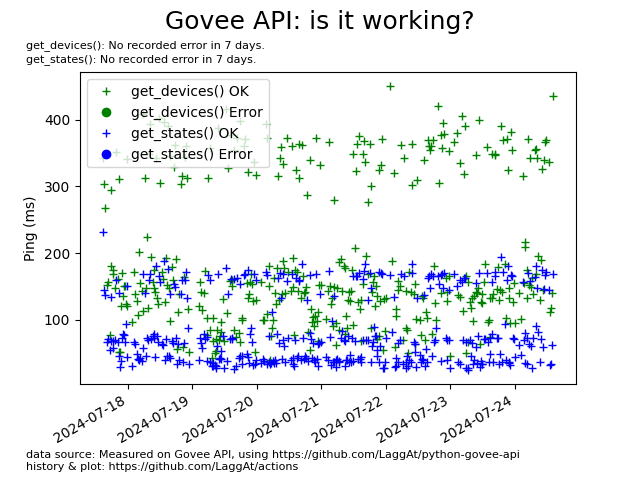 Govee API: is it working?
get_devices(): No recorded error in 7 days.
get_states(): No recorded error in 7 days.
get_devices() OK
get_devices() Error
get_states() OK
get_states() Error
Ping (ms)
400
300
200
100
2024-07-18
2024-07-19
2024-07-20
2024-07-21
2024-07-22
2024-07-23
2024-07-24
data source: Measured on Govee API, using https://github.com/LaggAt/python-govee-api
history & plot: https://github.com/LaggAt/actions